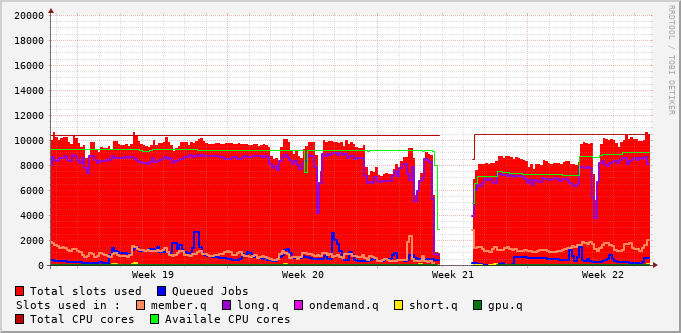 20000
18000
16000
14000
12000
10000
8000
6000
4000
2000
0
Week 19 Week 20 Week 21 Week 22
Total slots used Queued Jobs
Slots used in : member.q long.q ondemand.q short.q gpu.q
Total CPU cores Availale CPU cores
RRDTOOL / TOBI OETIKER